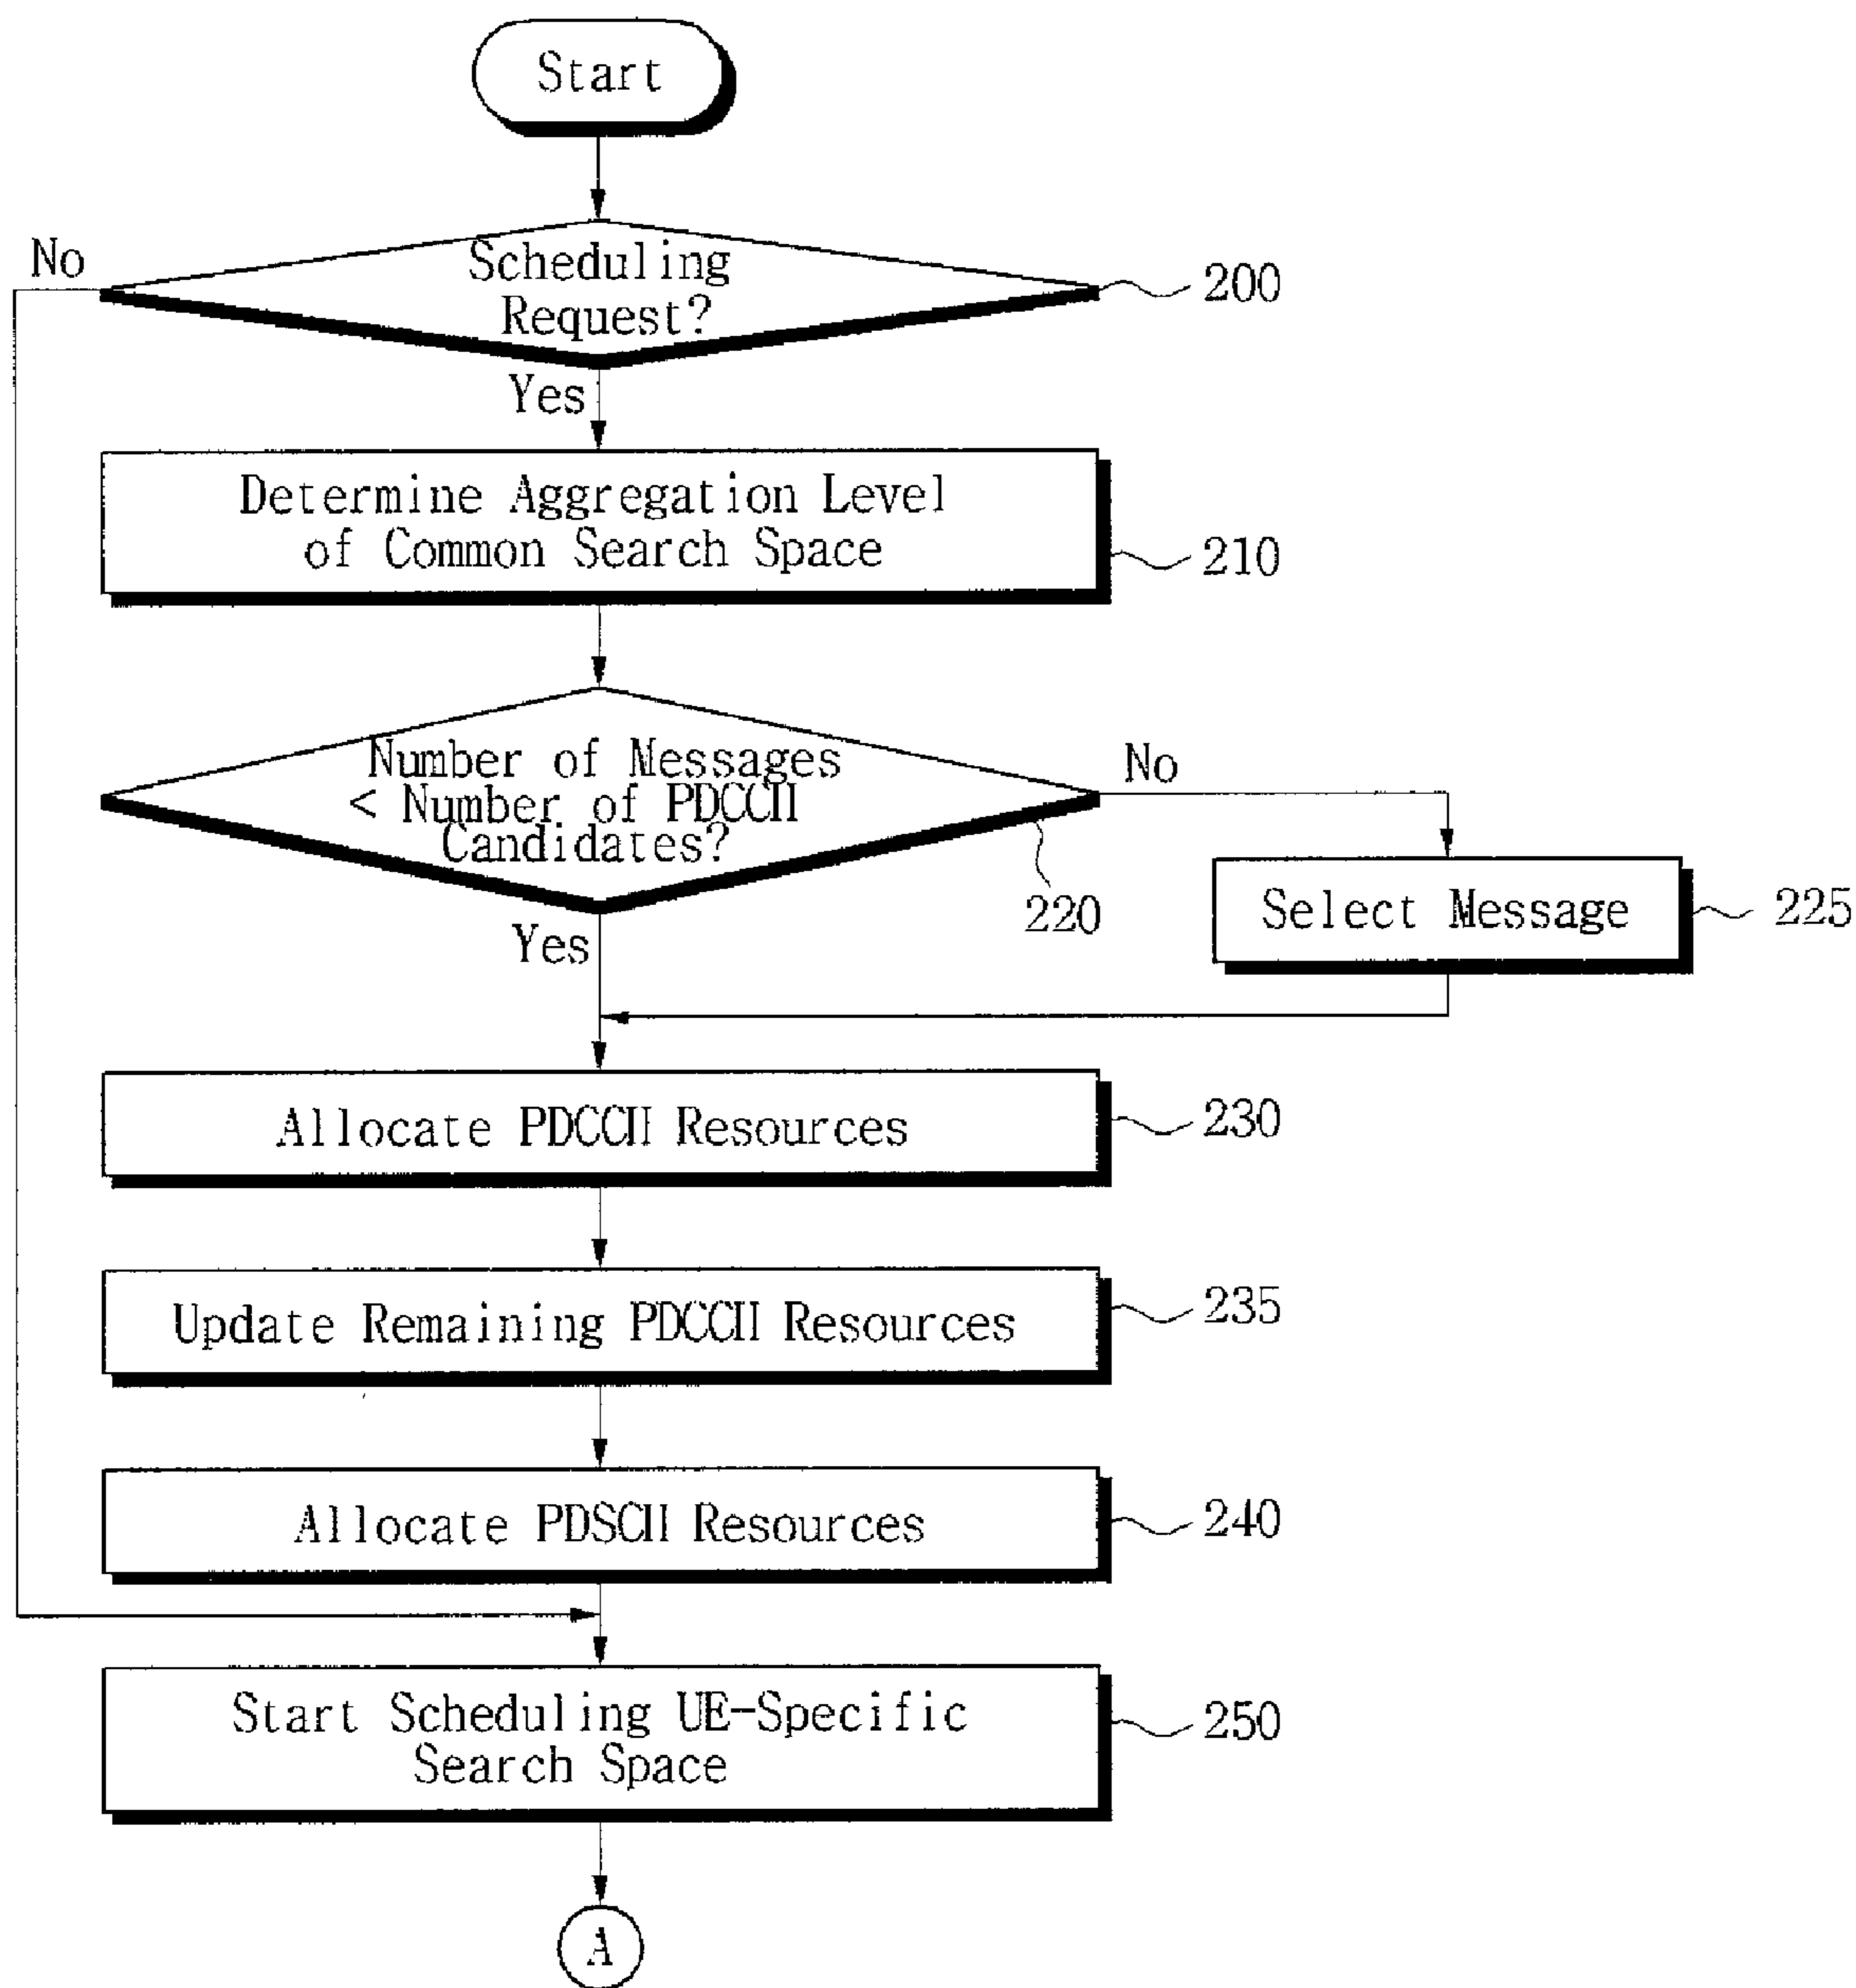 Start
No
Scheduling
Request?
200
Yes
Determine Aggregation Level
of Common Search Space
210
Number of Messages
< Number of PDCCH
Candidates?
No
220
Yes
Select Message
225
Allocate PDCCH Resources
230
Update Remaining PDCCH Resources
235
Allocate PDSCH Resources
240
Start Scheduling UE-Specific
Search Space
250
A